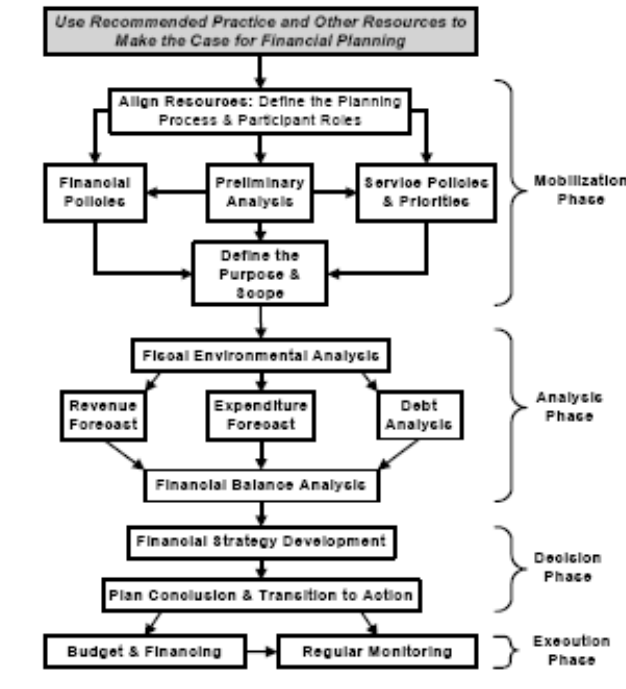 Use Recommended Practice and Other Resources to
Make the Case for Financial Planning
Align Resources: Define the Planning
Process & Participant Roles
Financial
Policies
Preliminary
Analysis
Service Policies
& Priorities
Mobilization
Phase
Define the
Purpose &
Scope
Fiscal Environmental Analysis
Revenue
Forecast
Expenditure
Forecast
Debt
Analysis
Analysis
Phase
Financial Balance Analysis
Financial Strategy Development
Decision
Phase
Plan Conclusion & Transition to Action
Budget & Financing
Regular Monitoring
Execution
Phase